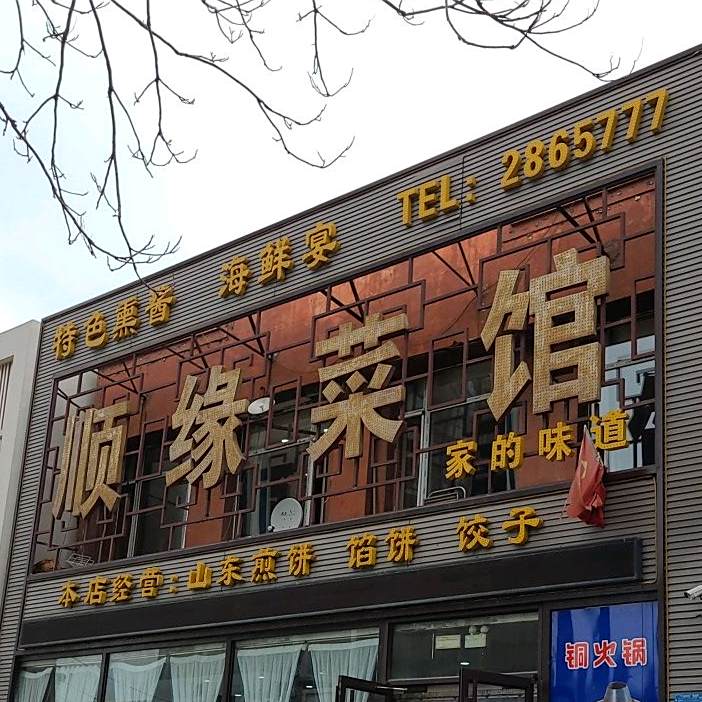 特色熏酱 海鲜宴 TEL: 2865777
顺缘菜馆
家的味道
本店经营:山东煎饼 馅饼 饺子
铜火锅